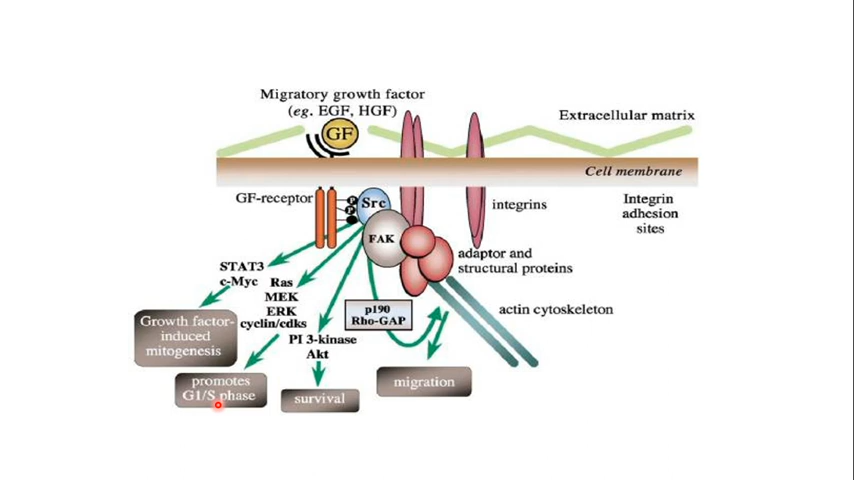 Migratory growth factor
(eg. EGF, HGF)
GF
Extracellular matrix
Cell membrane
GF-receptor
P
P
Src
FAK
integrins
Integrin
adhesion
sites
adaptor and
structural proteins
actin cytoskeleton
STAT3
c-Myc
Ras
MEK
ERK
cyclin/cdks
PI 3-kinase
Akt
p190
Rho-GAP
Growth factor-
induced
mitogenesis
promotes
G1/S phase
survival
migration